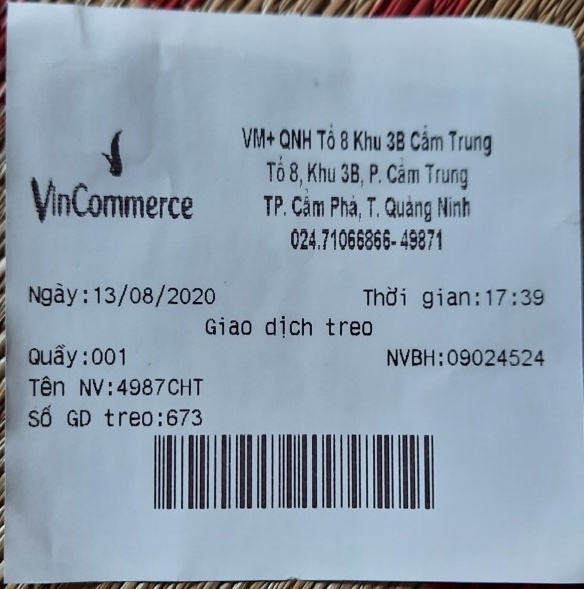 VM+ QNH Tổ 8 Khu 3B Cẩm Trung
Tổ 8, Khu 3B, P. Cẩm Trung
VinCommerce
TP. Cẩm Phả, T. Quảng Ninh
024.71066866- 49871
Ngày:13/08/2020 Thời gian:17:39
Giao dịch treo
Quầy:001 NVBH:09024524
Tên NV:4987CHT
Số GD treo:673